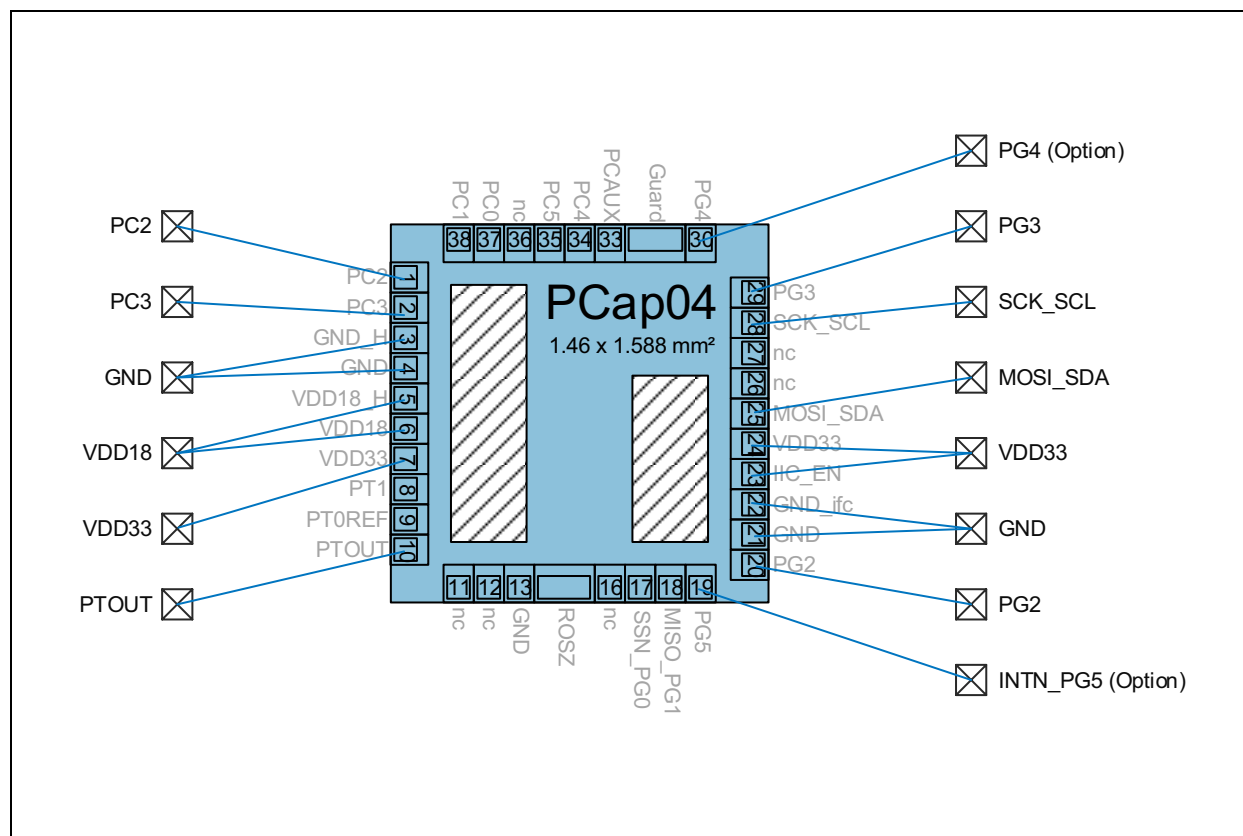 PG4 (Option)
PC2
PG3
PC3
SCK_SCL
GND
MOSI_SDA
VDD18
VDD33
VDD33
GND
PTOUT
PG2
INTN_PG5 (Option)
PC1
PC0
nc
PC5
PC4
PCAUX
Guard
PG4
38
37
36
35
34
33
30
PC2
PC3
GND_H
GND
VDD18_H
VDD18
VDD33
PT1
PT0REF
PTOUT
1
2
3
4
5
6
7
8
9
10
PCap04
1.46 x 1.588 mm²
29
28
27
26
25
24
23
22
21
20
PG3
SCK_SCL
nc
nc
MOSI_SDA
VDD33
IIC_EN
GND_ifc
GND
PG2
11
12
13
16
17
18
19
nc
nc
GND
ROSZ
nc
SSN_PG0
MISO_PG1
PG5